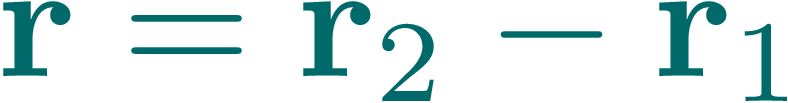 r = r₂ − r₁